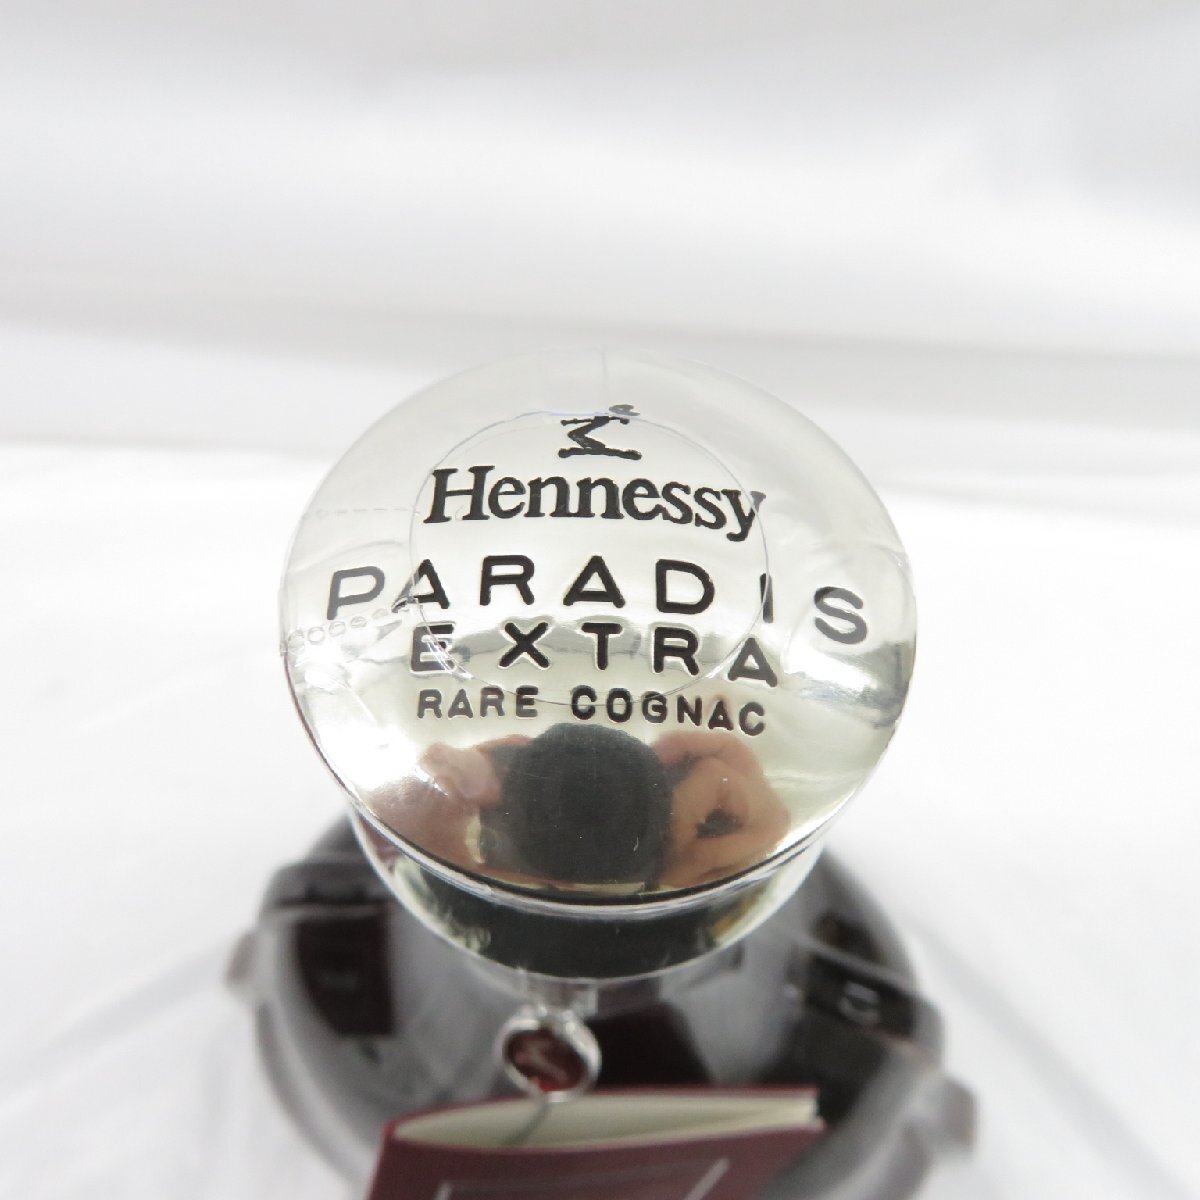 Hennessy
PARADIS
EXTRA
RARE COGNAC